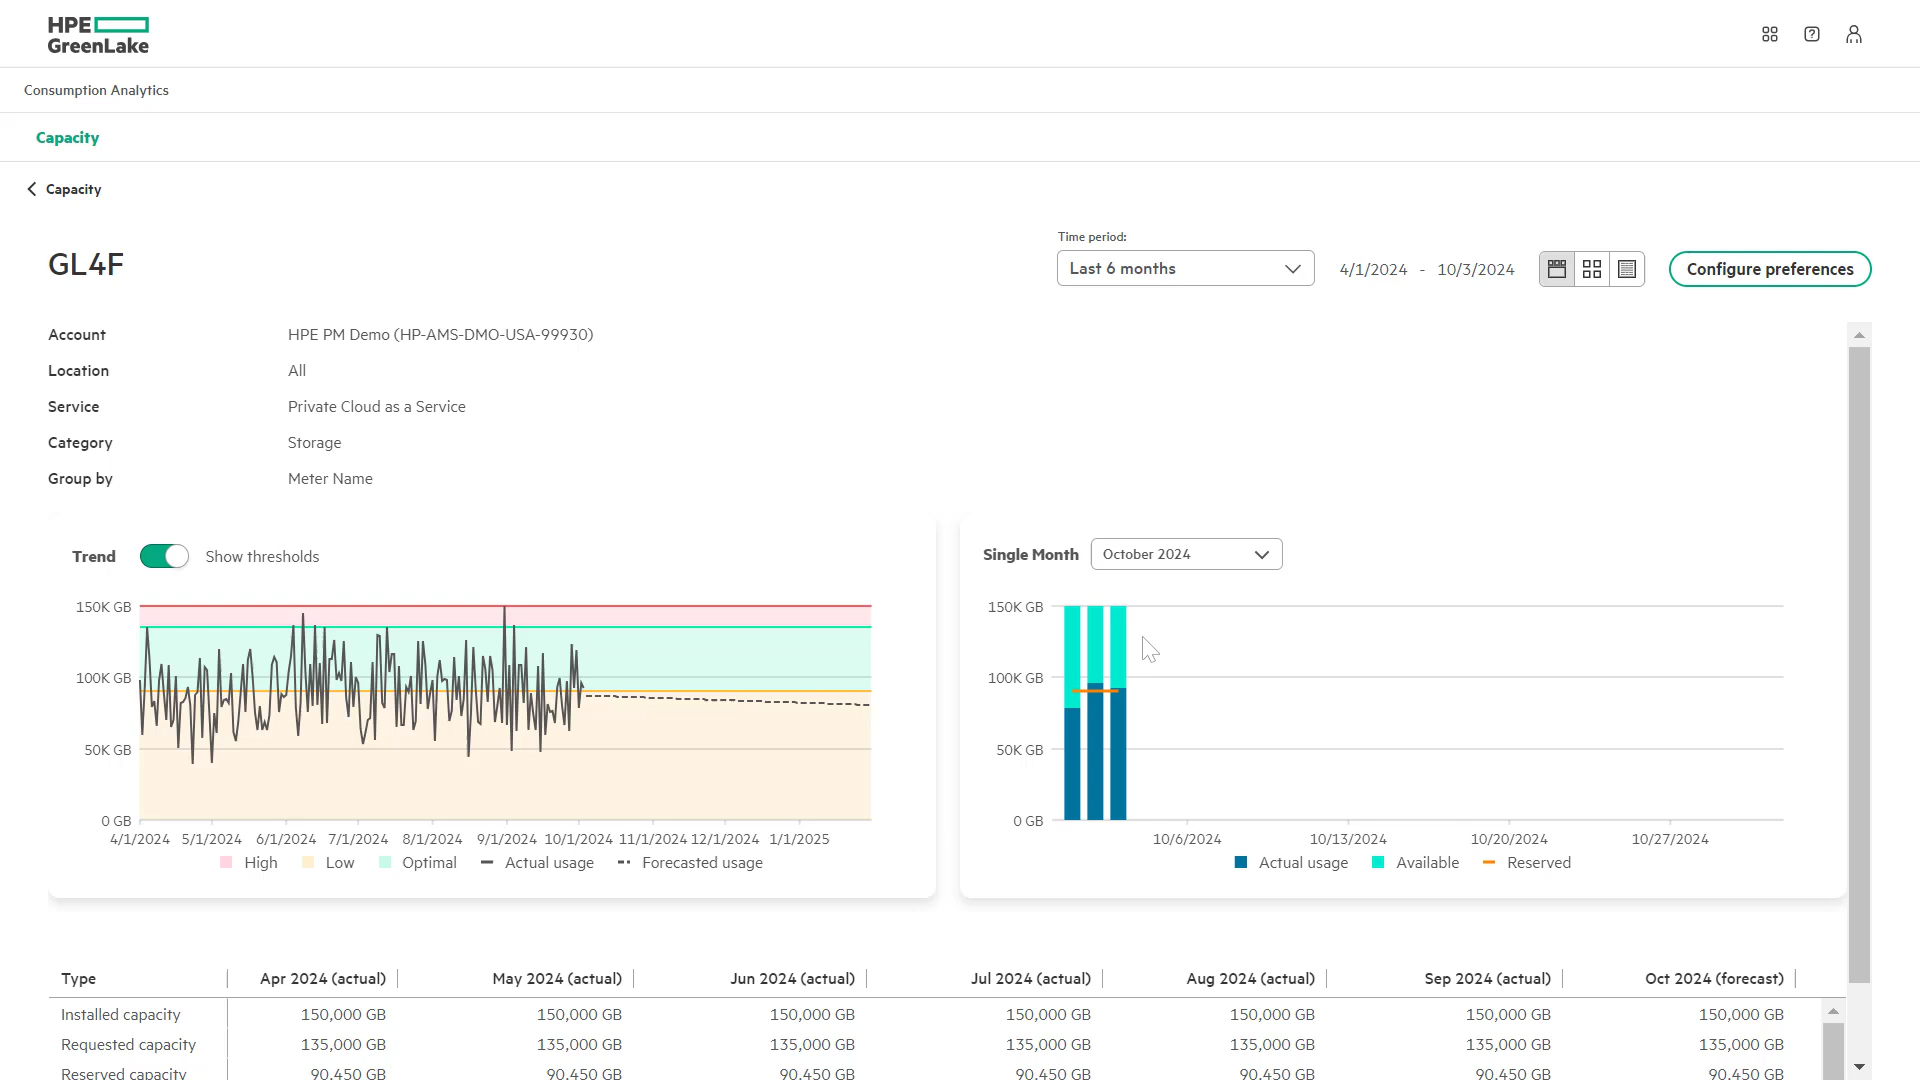 HPE
GreenLake
Consumption Analytics
Capacity
Capacity
GL4F
Time period:
Last 6 months
4/1/2024 - 10/3/2024
Configure preferences
Account HPE PM Demo (HP-AMS-DMO-USA-99930)
Location All
Service Private Cloud as a Service
Category Storage
Group by Meter Name
Trend Show thresholds
150K GB
100K GB
50K GB
0 GB
4/1/2024 5/1/2024 6/1/2024 7/1/2024 8/1/2024 9/1/2024 10/1/2024 11/1/2024 12/1/2024 1/1/2025
High Low Optimal Actual usage Forecasted usage
Single Month October 2024
150K GB
100K GB
50K GB
0 GB
10/6/2024 10/13/2024 10/20/2024 10/27/2024
Actual usage Available Reserved
Type Apr 2024 (actual) May 2024 (actual) Jun 2024 (actual) Jul 2024 (actual) Aug 2024 (actual) Sep 2024 (actual) Oct 2024 (forecast)
Installed capacity 150,000 GB 150,000 GB 150,000 GB 150,000 GB 150,000 GB 150,000 GB 150,000 GB
Requested capacity 135,000 GB 135,000 GB 135,000 GB 135,000 GB 135,000 GB 135,000 GB 135,000 GB
Reserved capacity 90,450 GB 90,450 GB 90,450 GB 90,450 GB 90,450 GB 90,450 GB 90,450 GB